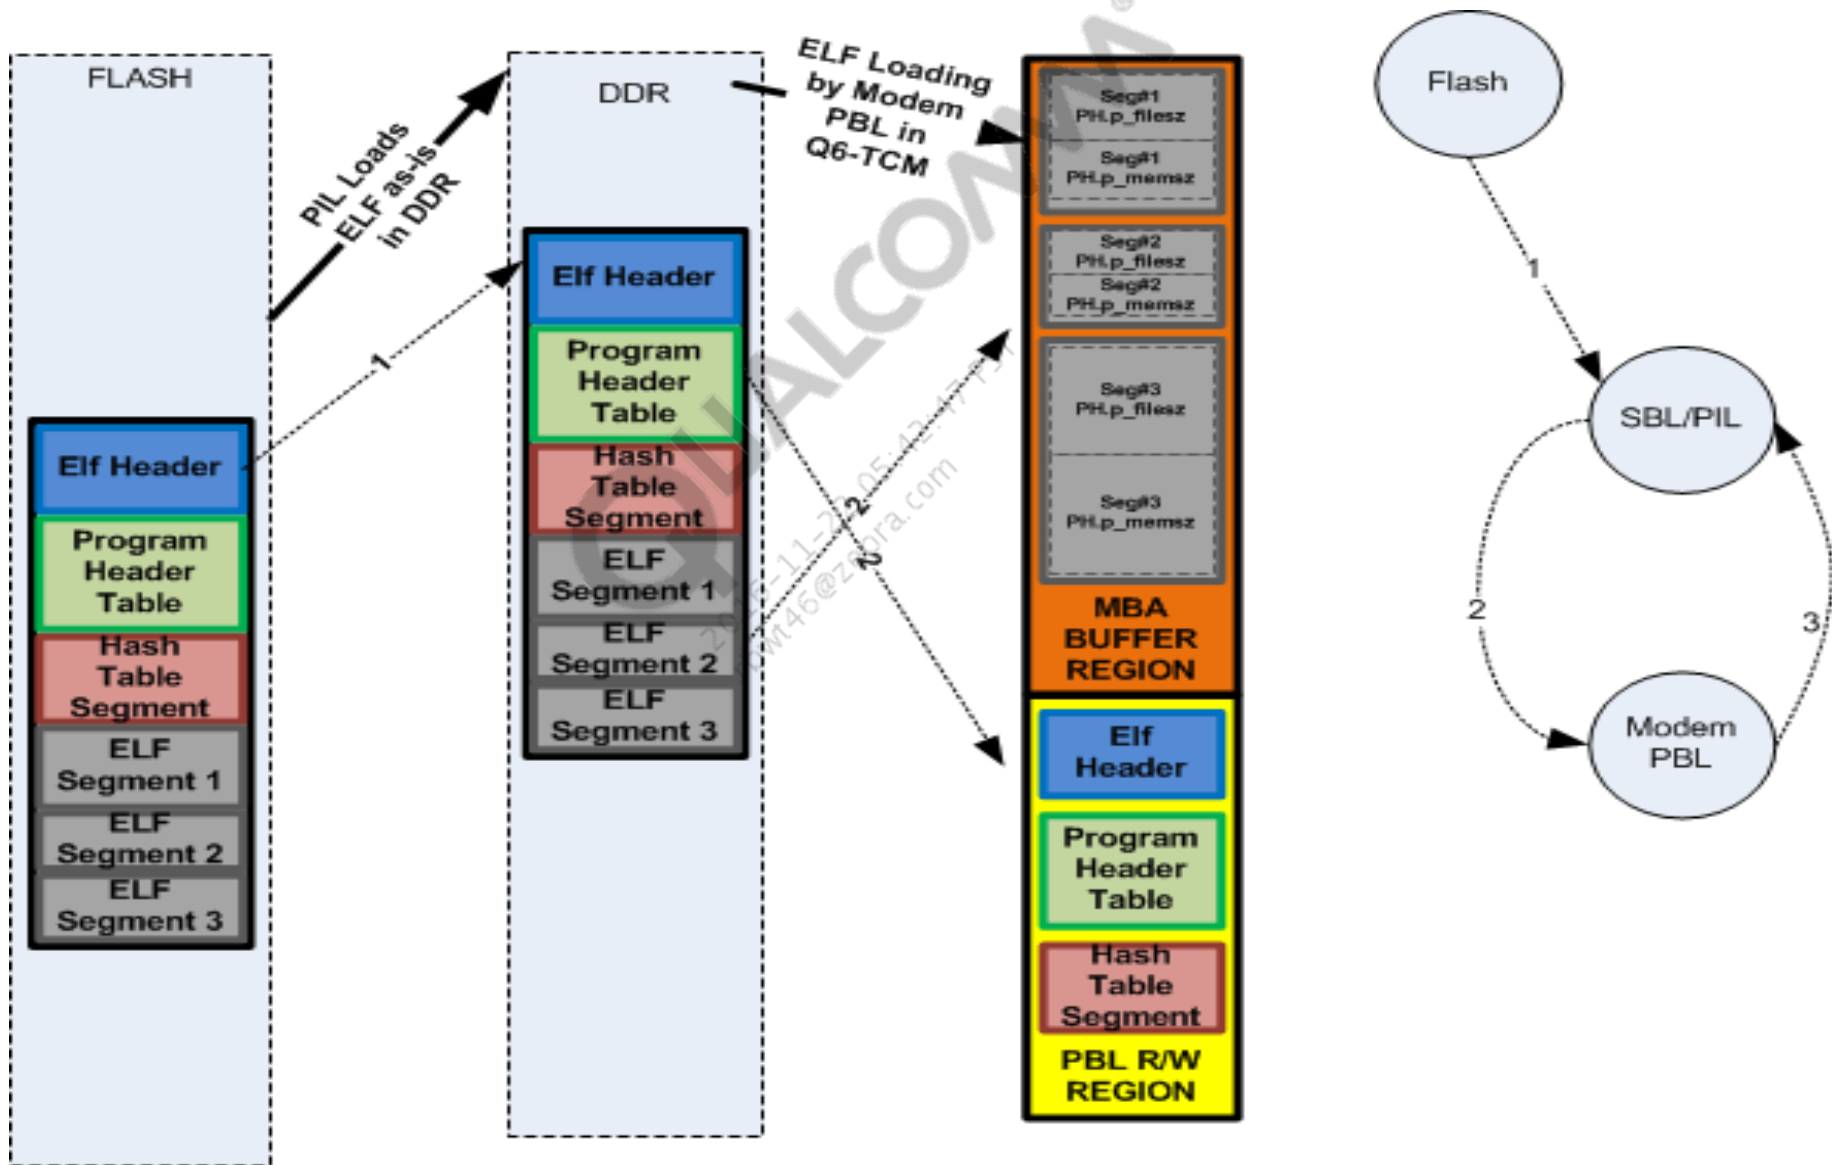 FLASH
Elf Header
Program
Header
Table
Hash
Table
Segment
ELF
Segment 1
ELF
Segment 2
ELF
Segment 3
PIL Loads
ELF as-is
in DDR
1
DDR
Elf Header
Program
Header
Table
Hash
Table
Segment
ELF
Segment 1
ELF
Segment 2
ELF
Segment 3
ELF Loading
by Modem
PBL in
Q6-TCM
2
2
QUALCOMM®
Seg#1
PH.p_filesz
Seg#1
PH.p_memsz
Seg#2
PH.p_filesz
Seg#2
PH.p_memsz
Seg#3
PH.p_filesz
Seg#3
PH.p_memsz
MBA
BUFFER
REGION
Elf
Header
Program
Header
Table
Hash
Table
Segment
PBL R/W
REGION
Flash
1
SBL/PIL
2
3
Modem
PBL